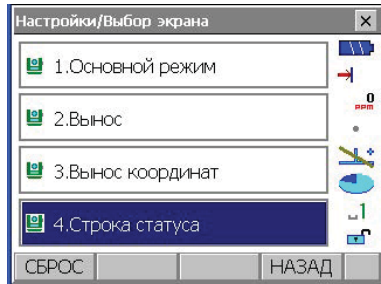 Настройки/Выбор экрана
1.Основной режим
0
ppm
2.Вынос
3.Вынос координат
4.Строка статуса
1
СБРОС
НАЗАД